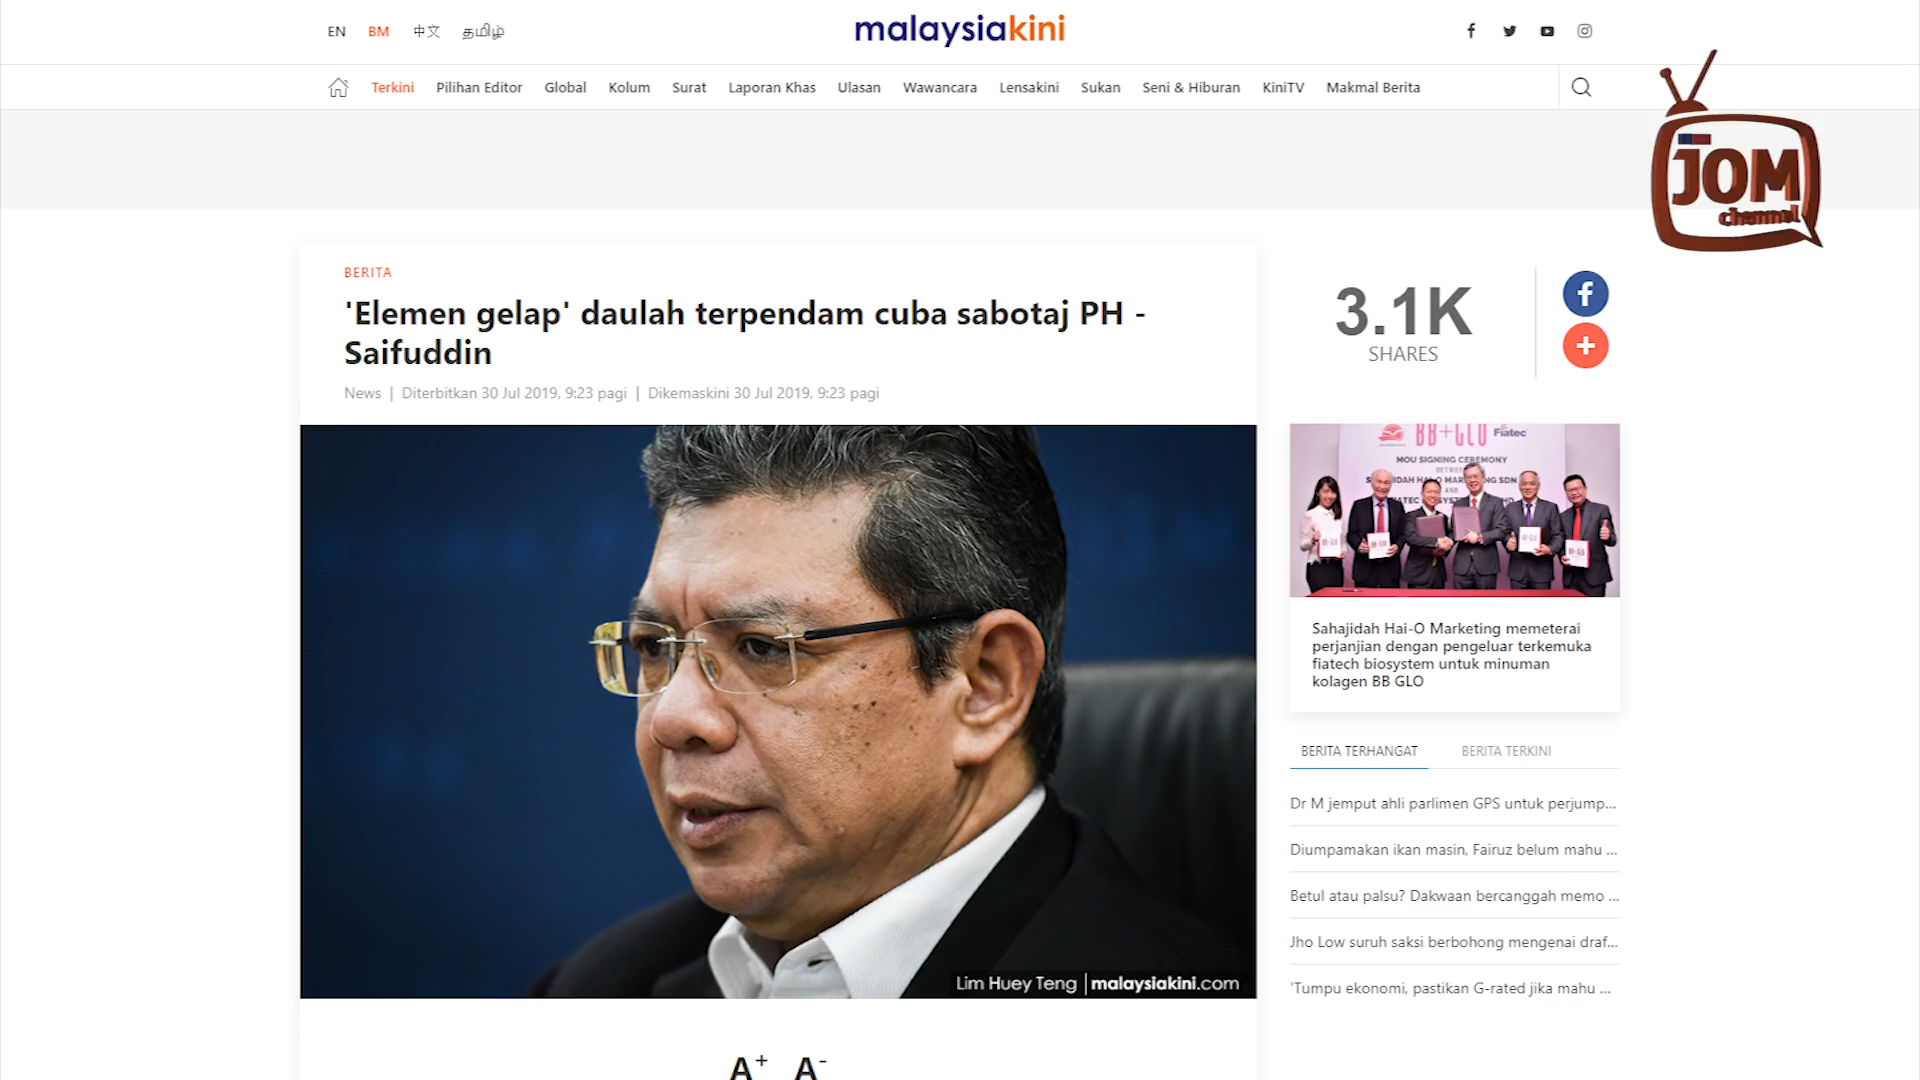 EN BM 中文 தமிழ்
malaysiakini
Terkini Pilihan Editor Global Kolum Surat Laporan Khas Ulasan Wawancara Lensakini Sukan Seni & Hiburan KiniTV Makmal Berita
JOM
channel
BERITA
'Elemen gelap' daulah terpendam cuba sabotaj PH -
Saifuddin
News | Diterbitkan 30 Jul 2019, 9:23 pagi | Dikemaskini 30 Jul 2019, 9:23 pagi
3.1K
SHARES
Lim Huey Teng | malaysiakini.com
A+ A-
BB+GLO Fiatec
MOU SIGNING CEREMONY
Sahajidah Hai-O Marketing memeterai
perjanjian dengan pengeluar terkemuka
fiatech biosystem untuk minuman
kolagen BB GLO
BERITA TERHANGAT BERITA TERKINI
Dr M jemput ahli parlimen GPS untuk perjump...
Diumpamakan ikan masin, Fairuz belum mahu ...
Betul atau palsu? Dakwaan bercanggah memo ...
Jho Low suruh saksi berbohong mengenai draf...
'Tumpu ekonomi, pastikan G-rated jika mahu ...